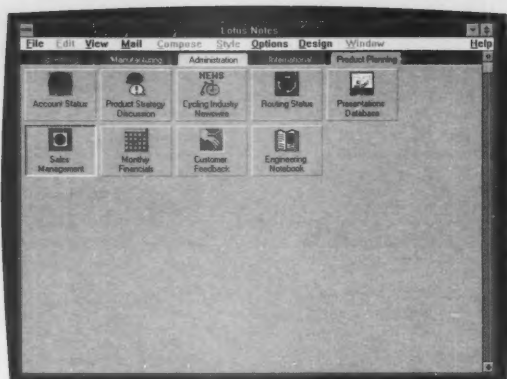 Lotus Notes
File Edit View Mail Compose Style Options Design Window Help
Manufacturing Administration International Product Planning
Account Status
Product Strategy
Discussion
NEWS
Cycling Industry
Newswire
Routing Status
Presentations
Database
Sales
Management
Monthly
Financials
Customer
Feedback
Engineering
Notebook